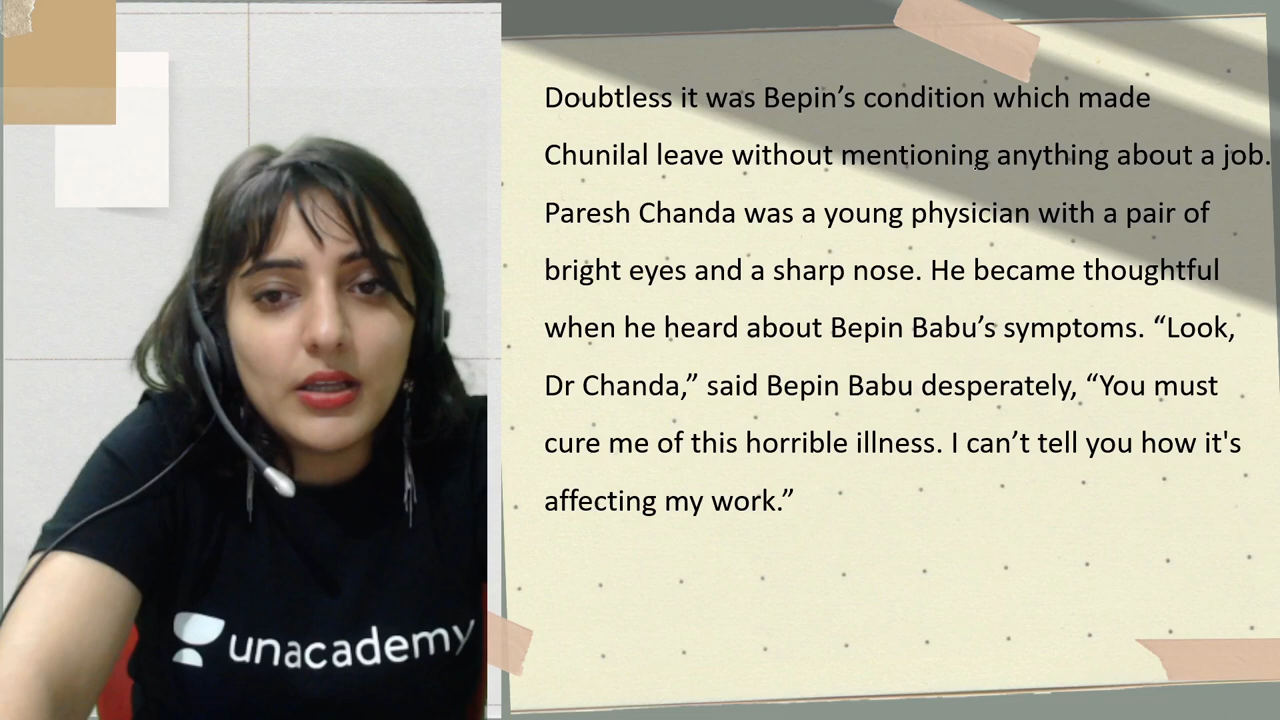 Doubtless it was Bepin’s condition which made
Chunilal leave without mentioning anything about a job.
Paresh Chanda was a young physician with a pair of
bright eyes and a sharp nose. He became thoughtful
when he heard about Bepin Babu’s symptoms. “Look,
Dr Chanda,” said Bepin Babu desperately, “You must
cure me of this horrible illness. I can’t tell you how it's
affecting my work.”
unacademy